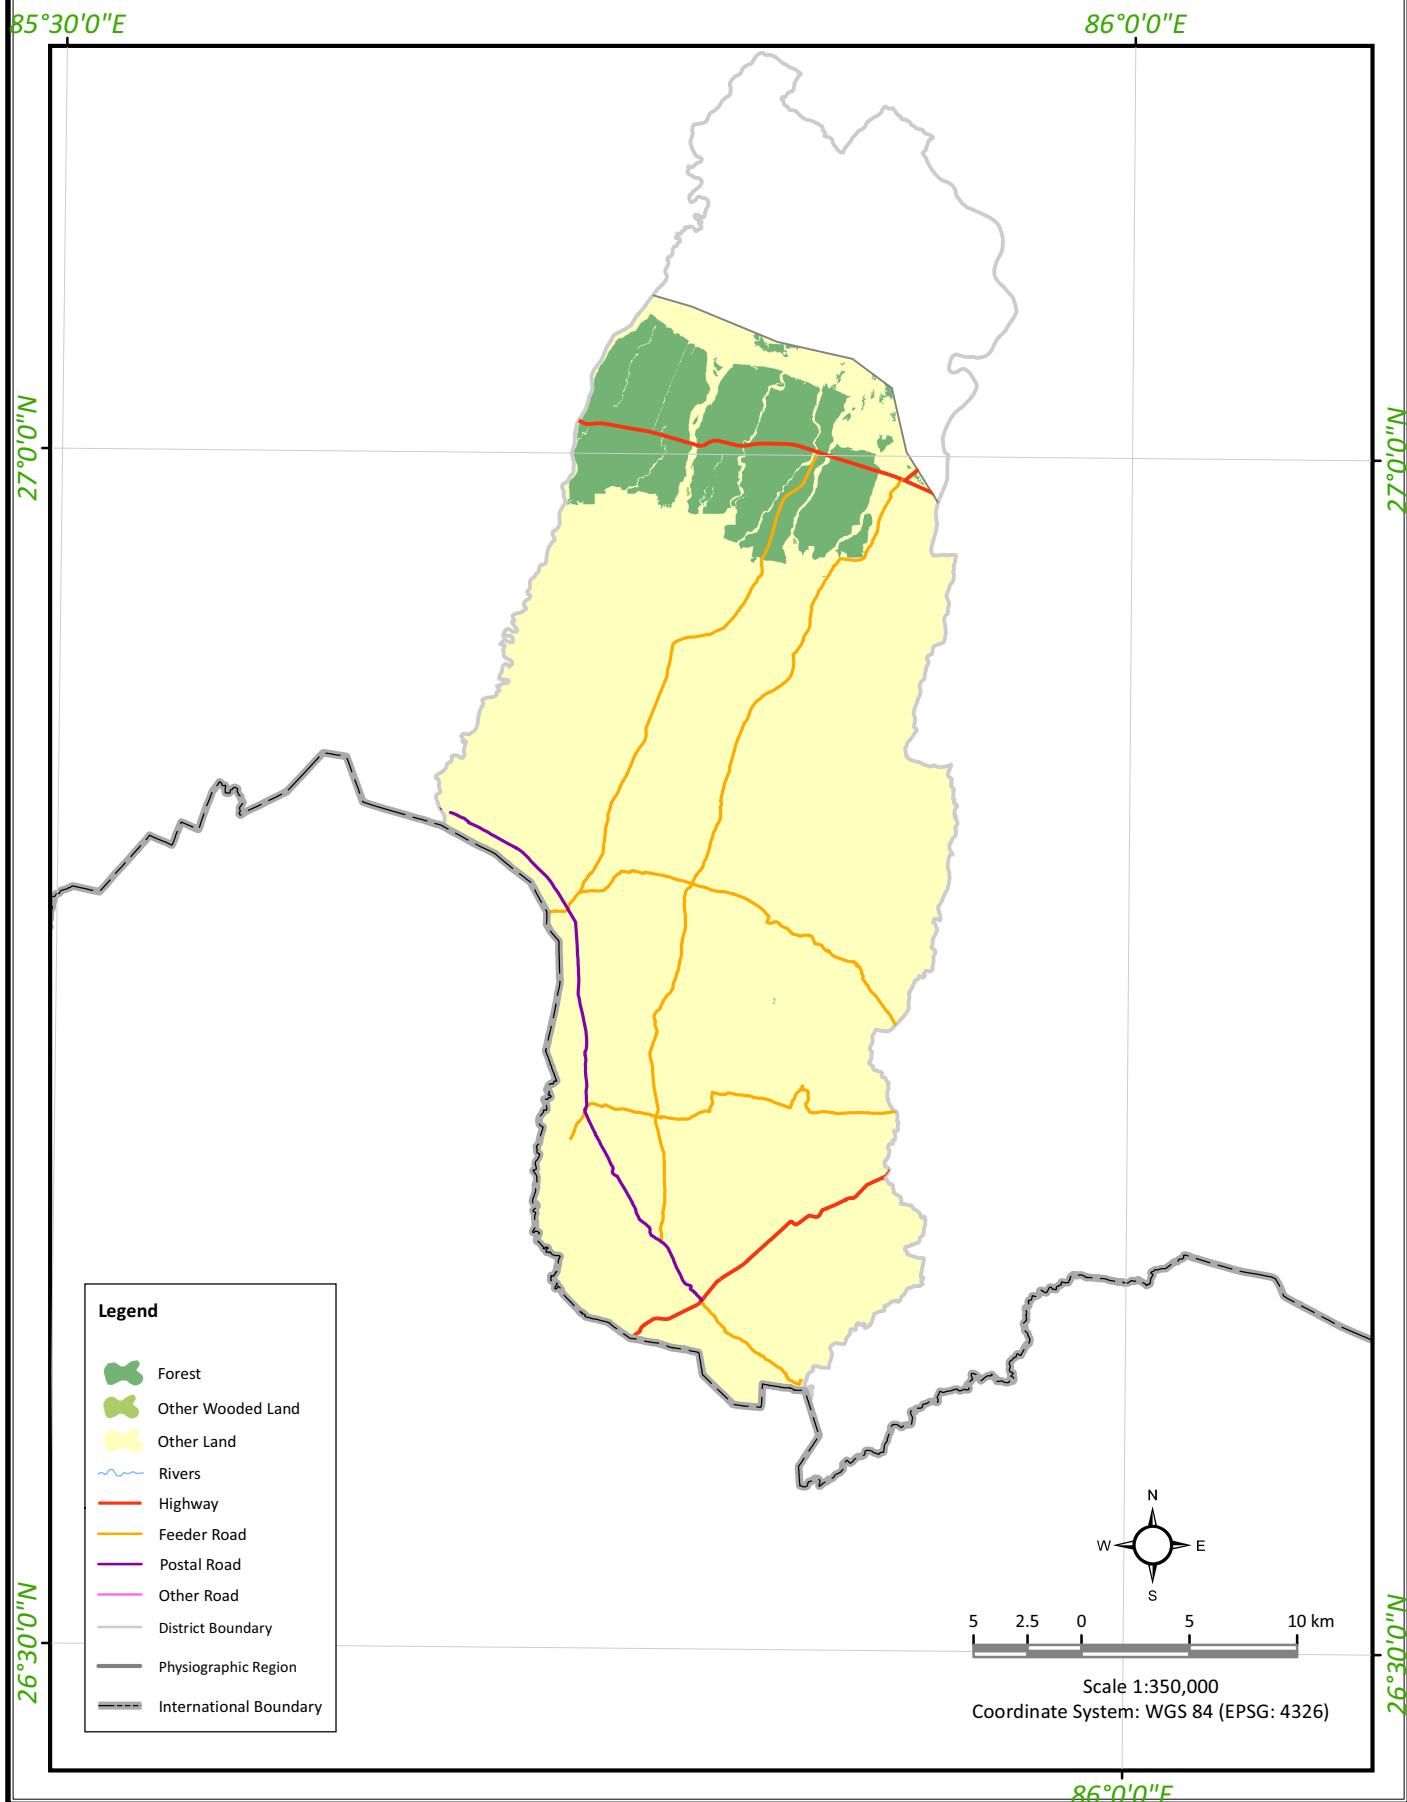 85°30'0"E
86°0'0"E
27°0'0"N
27°0'0"N
Legend
Forest
Other Wooded Land
Other Land
Rivers
Highway
Feeder Road
Postal Road
Other Road
District Boundary
Physiographic Region
International Boundary
26°30'0"N
26°30'0"N
N
W
E
S
5 2.5 0 5 10 km
Scale 1:350,000
Coordinate System: WGS 84 (EPSG: 4326)
86°0'0"E